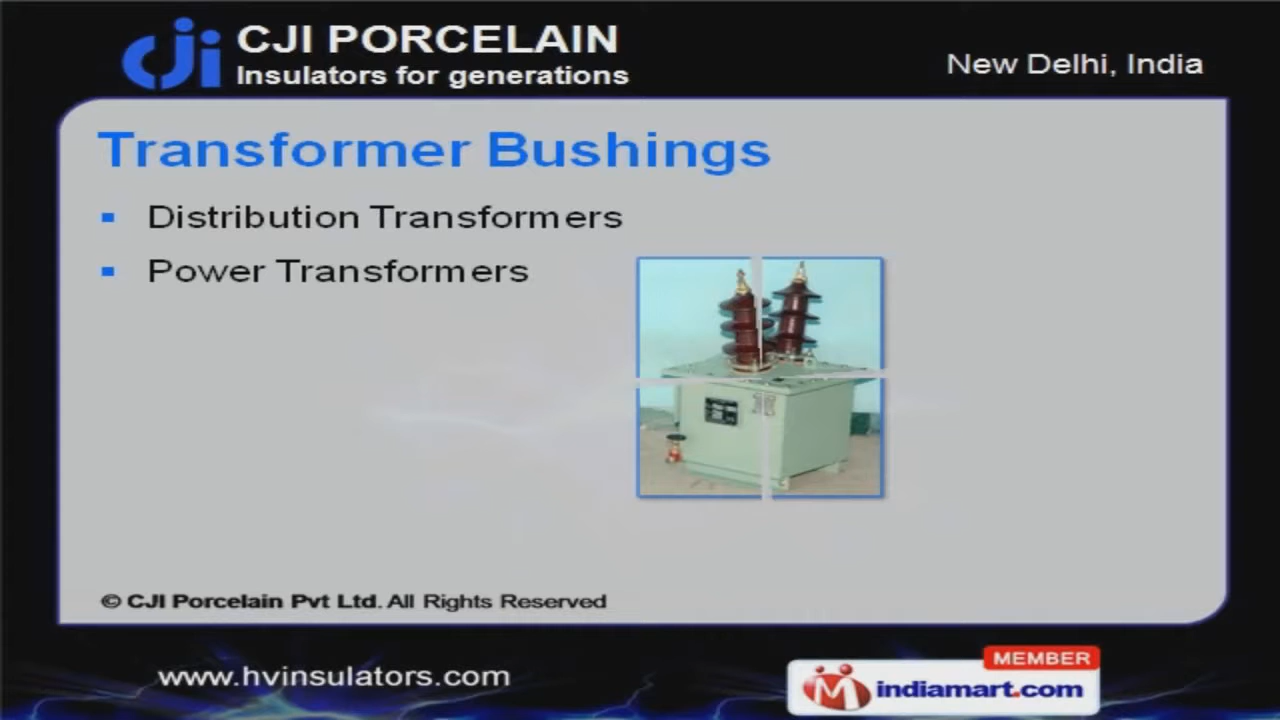 cji
CJI PORCELAIN
Insulators for generations
New Delhi, India
Transformer Bushings
Distribution Transformers
Power Transformers
© CJI Porcelain Pvt Ltd. All Rights Reserved
www.hvinsulators.com
MEMBER
indiamart.com